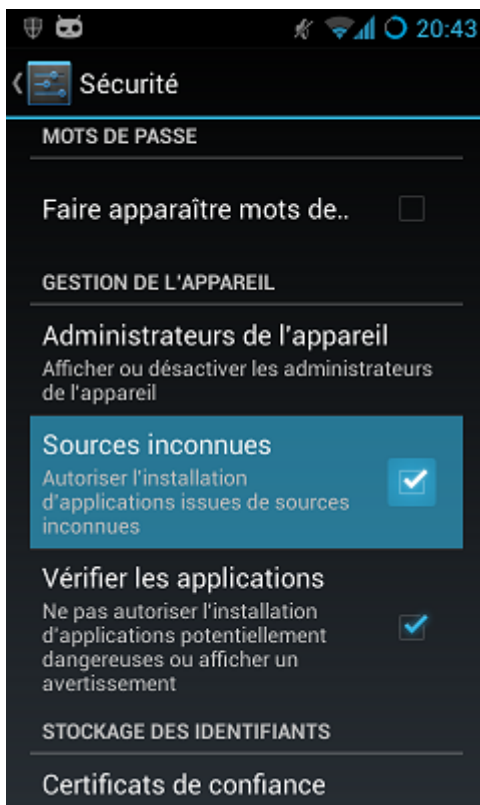 20:43
Sécurité
MOTS DE PASSE
Faire apparaître mots de..
GESTION DE L'APPAREIL
Administrateurs de l'appareil
Afficher ou désactiver les administrateurs
de l'appareil
Sources inconnues
Autoriser l'installation
d'applications issues de sources
inconnues
Vérifier les applications
Ne pas autoriser l'installation
d'applications potentiellement
dangereuses ou afficher un
avertissement
STOCKAGE DES IDENTIFIANTS
Certificats de confiance